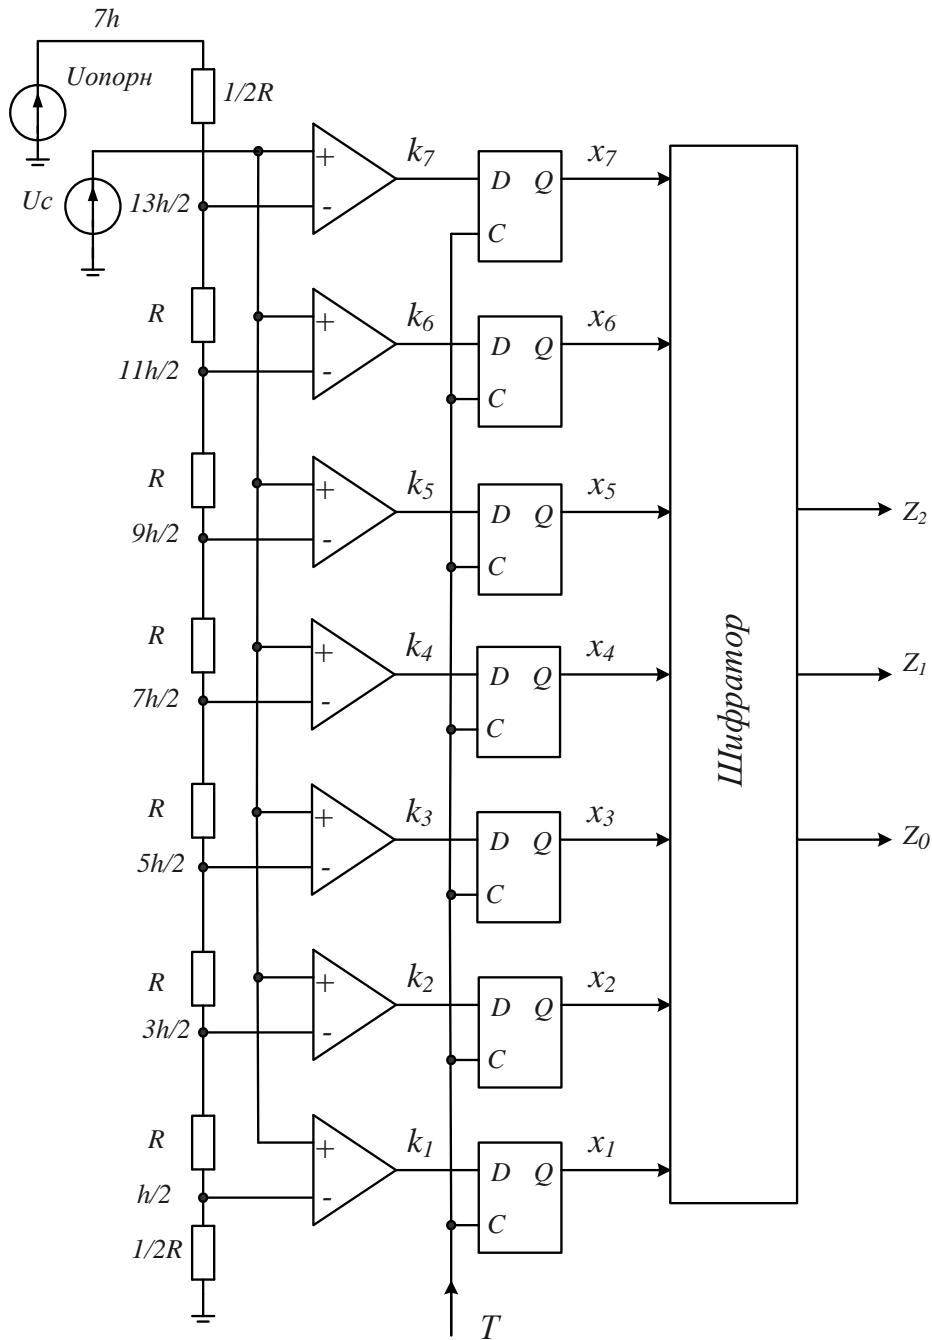 7h
Uопорн
1/2R
Uc
13h/2
+
-
k7
D Q
C
x7
R
11h/2
+
-
k6
D Q
C
x6
R
9h/2
+
-
k5
D Q
C
x5
R
7h/2
+
-
k4
D Q
C
x4
R
5h/2
+
-
k3
D Q
C
x3
R
3h/2
+
-
k2
D Q
C
x2
R
h/2
+
-
k1
D Q
C
x1
1/2R
T
Шифратор
Z2
Z1
Z0